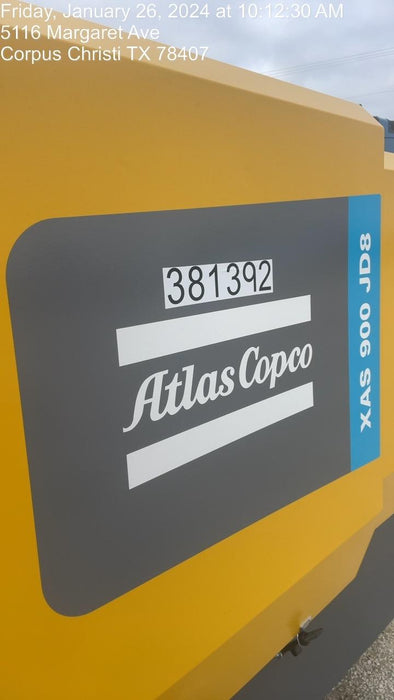 Friday, January 26, 2024 at 10:12:30 AM
5116 Margaret Ave
Corpus Christi TX 78407
381392
Atlas Copco
XAS 900 JD8